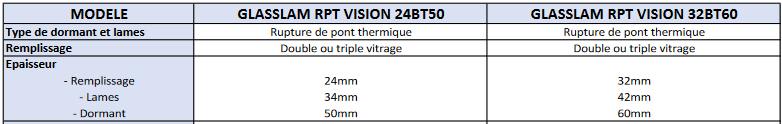 MODELE GLASSLAM RPT VISION 24BT50 GLASSLAM RPT VISION 32BT60
Type de dormant et lames Rupture de pont thermique Rupture de pont thermique
Remplissage Double ou triple vitrage Double ou triple vitrage
Epaisseur
- Remplissage 24mm 32mm
- Lames 34mm 42mm
- Dormant 50mm 60mm